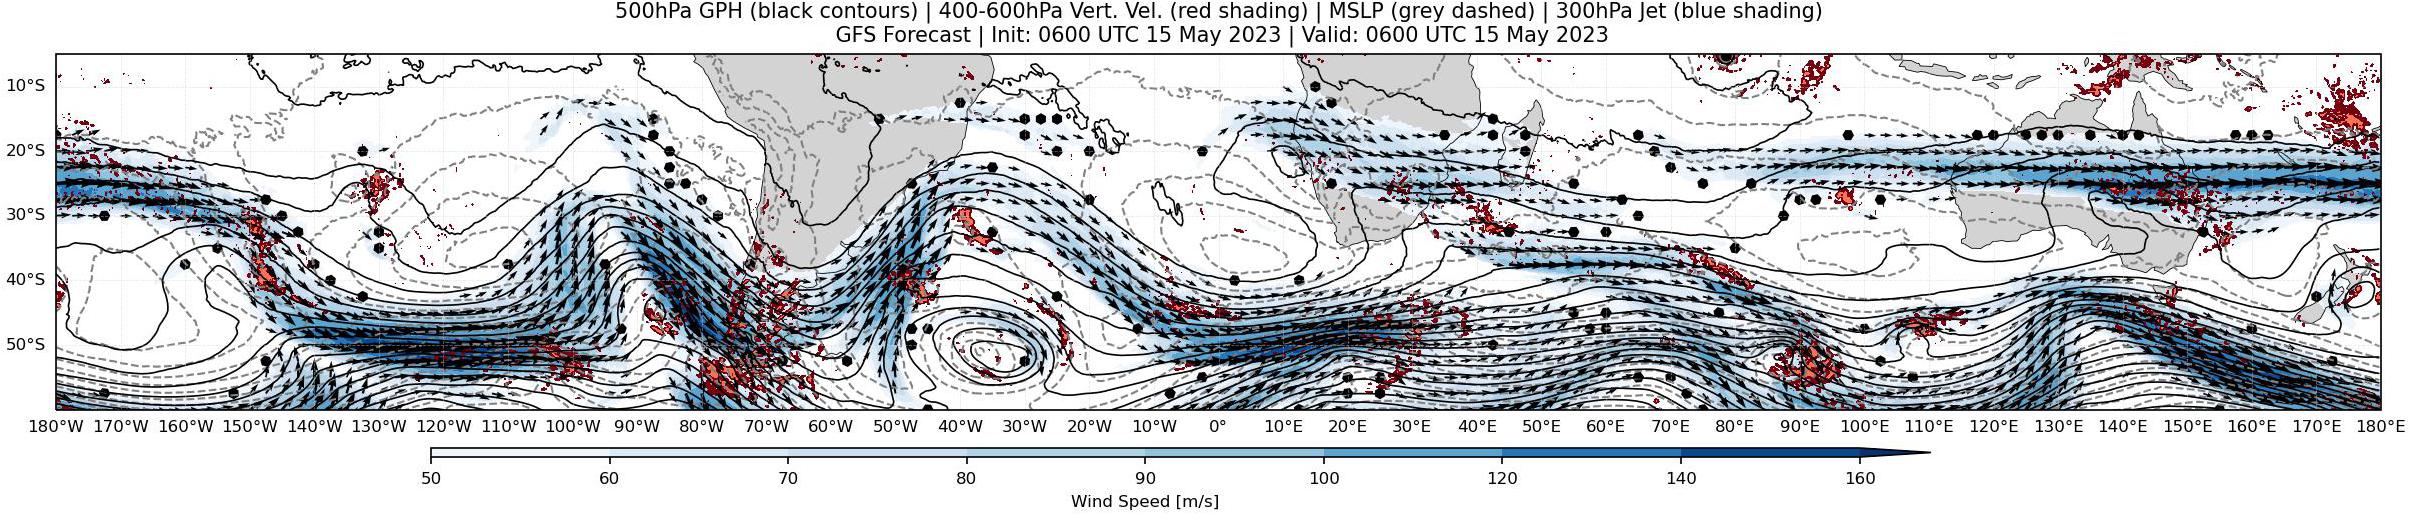 500hPa GPH (black contours) | 400-600hPa Vert. Vel. (red shading) | MSLP (grey dashed) | 300hPa Jet (blue shading)
GFS Forecast | Init: 0600 UTC 15 May 2023 | Valid: 0600 UTC 15 May 2023
10°S
20°S
30°S
40°S
50°S
180°W 170°W 160°W 150°W 140°W 130°W 120°W 110°W 100°W 90°W 80°W 70°W 60°W 50°W 40°W 30°W 20°W 10°W 0° 10°E 20°E 30°E 40°E 50°E 60°E 70°E 80°E 90°E 100°E 110°E 120°E 130°E 140°E 150°E 160°E 170°E 180°E
50 60 70 80 90 100 120 140 160
Wind Speed [m/s]